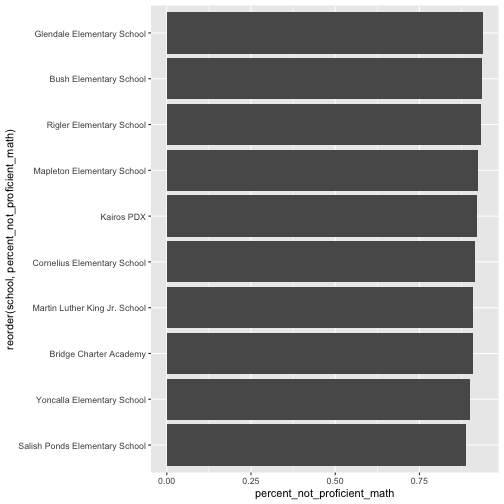 reorder(school, percent_not_proficient_math)
Glendale Elementary School
Bush Elementary School
Rigler Elementary School
Mapleton Elementary School
Kairos PDX
Cornelius Elementary School
Martin Luther King Jr. School
Bridge Charter Academy
Yoncalla Elementary School
Salish Ponds Elementary School
0.00 0.25 0.50 0.75
percent_not_proficient_math